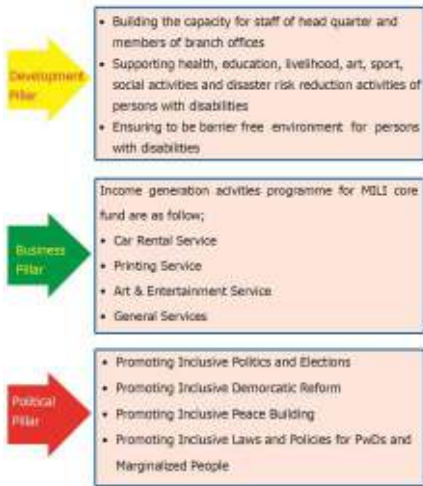 Development
Pillar
• Building the capacity for staff of head quarter and
members of branch offices
• Supporting health, education, livelihood, art, sport,
social activities and disaster risk reduction activities of
persons with disabilities
• Ensuring to be barrier free environment for persons
with disabilities
Business
Pillar
Income generation acivities programme for MILI core
fund are as follow;
• Car Rental Service
• Printing Service
• Art & Entertainment Service
• General Services
Political
Pillar
• Promoting Inclusive Politics and Elections
• Promoting Inclusive Demorcatic Reform
• Promoting Inclusive Peace Building
• Promoting Inclusive Laws and Policies for PwDs and
Marginalized People